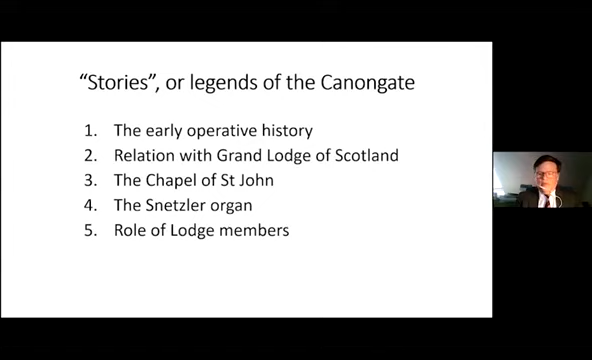 “Stories”, or legends of the Canongate
1. The early operative history
2. Relation with Grand Lodge of Scotland
3. The Chapel of St John
4. The Snetzler organ
5. Role of Lodge members